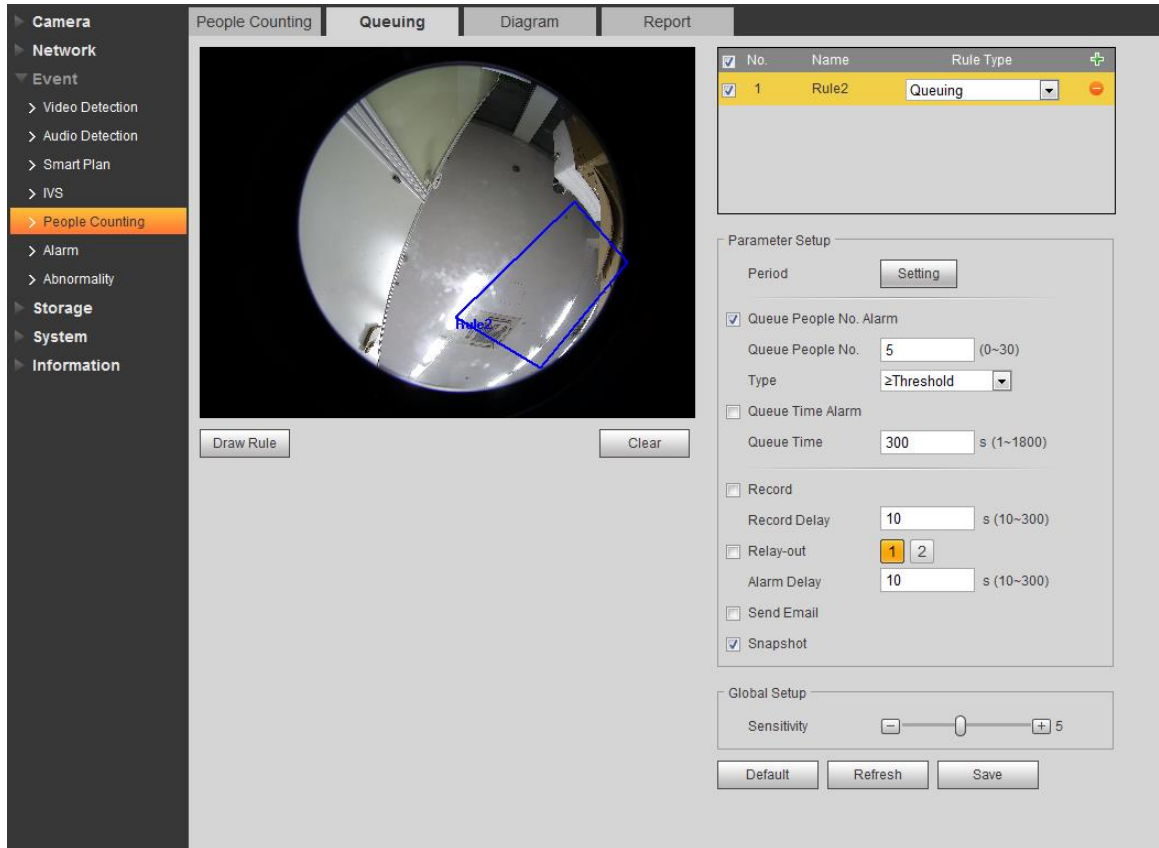 Camera
Network
Event
Video Detection
Audio Detection
Smart Plan
IVS
People Counting
Alarm
Abnormality
Storage
System
Information
People Counting Queuing Diagram Report
Rule2
Draw Rule Clear
No. Name Rule Type
1 Rule2 Queuing
Parameter Setup
Period Setting
Queue People No. Alarm
Queue People No. 5 (0~30)
Type ≥Threshold
Queue Time Alarm
Queue Time 300 s (1~1800)
Record
Record Delay 10 s (10~300)
Relay-out 1 2
Alarm Delay 10 s (10~300)
Send Email
Snapshot
Global Setup
Sensitivity 5
Default Refresh Save